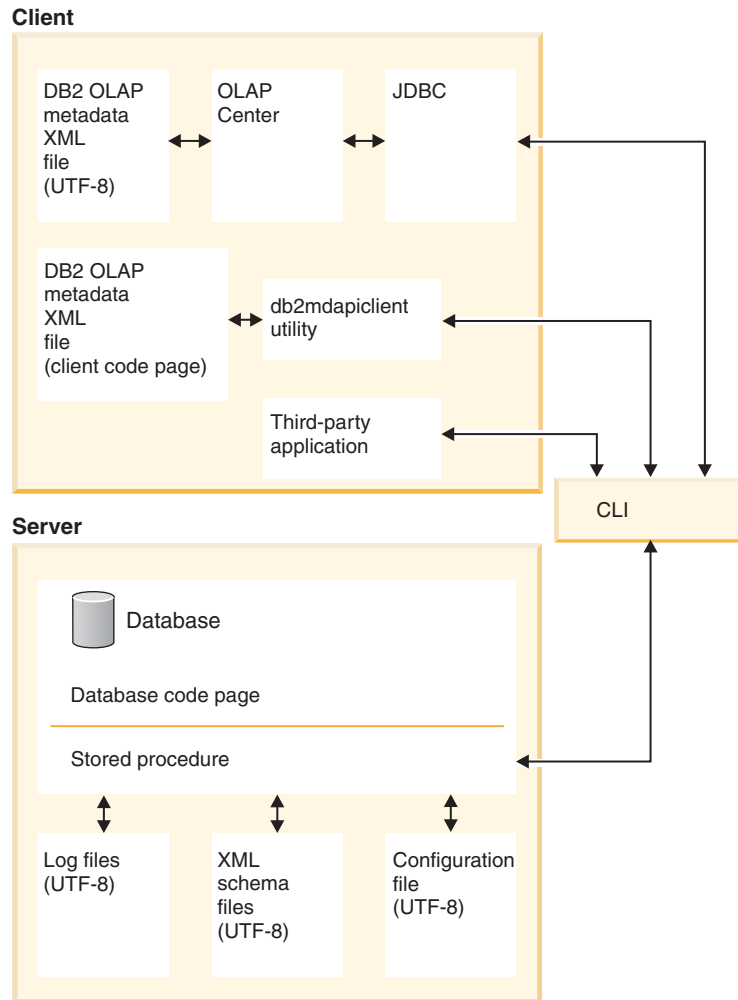 Client
DB2 OLAP
metadata
XML
file
(UTF-8)
OLAP
Center
JDBC
DB2 OLAP
metadata
XML
file
(client code page)
db2mdapiclient
utility
Third-party
application
CLI
Server
Database
Database code page
Stored procedure
Log files
(UTF-8)
XML
schema
files
(UTF-8)
Configuration
file
(UTF-8)